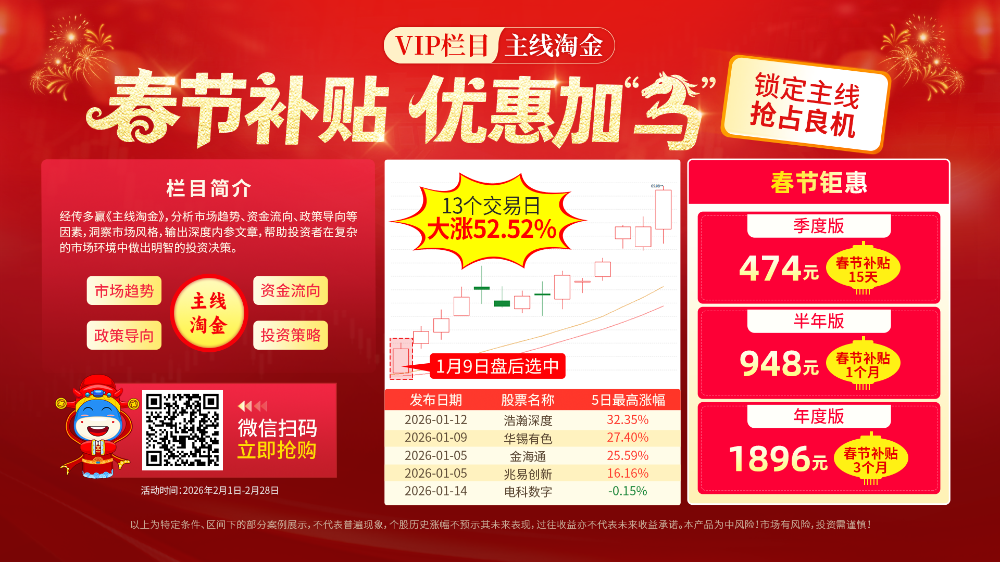 VIP栏目 主线淘金
春节补贴 优惠加“马”
锁定主线
抢占良机
栏目简介
经传多赢《主线淘金》，分析市场趋势、资金流向、政策导向等
因素，洞察市场风格，输出深度内参文章，帮助投资者在复杂
的市场环境中做出明智的投资决策。
市场趋势
资金流向
主线
淘金
政策导向
投资策略
微信扫码
立即抢购
活动时间：2026年2月1日-2月28日
65.08
13个交易日
大涨52.52%
1月9日盘后选中
发布日期 股票名称 5日最高涨幅
2026-01-12 浩瀚深度 32.35%
2026-01-09 华锡有色 27.40%
2026-01-05 金海通 25.59%
2026-01-05 兆易创新 16.16%
2026-01-14 电科数字 -0.15%
春节钜惠
季度版
474元
春节补贴
15天
半年版
948元
春节补贴
1个月
年度版
1896元
春节补贴
3个月
以上为特定条件、区间下的部分案例展示，不代表普遍现象，个股历史涨幅不预示其未来表现，过往收益亦不代表未来收益承诺。本产品为中风险！市场有风险，投资需谨慎！